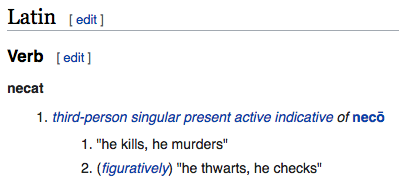 Latin [ edit ]
Verb [ edit ]
necat
1. third-person singular present active indicative of necō
1. "he kills, he murders"
2. (figuratively) "he thwarts, he checks"